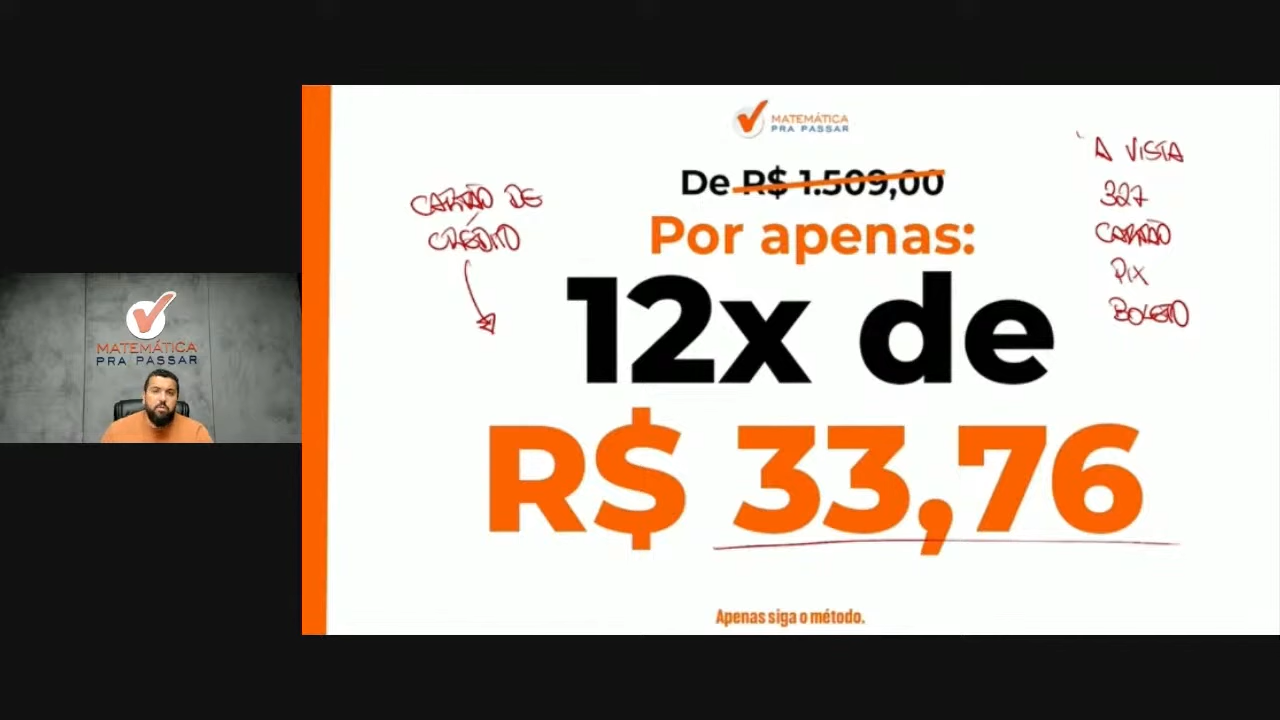 MATEMÁTICA
PRA PASSAR
De R$ 1.509,00
Por apenas:
12x de
R$ 33,76
Apenas siga o método.
CARTÃO DE
CRÉDITO
À VISTA
327
CARTÃO
PIX
BOLETO
MATEMÁTICA
PRA PASSAR